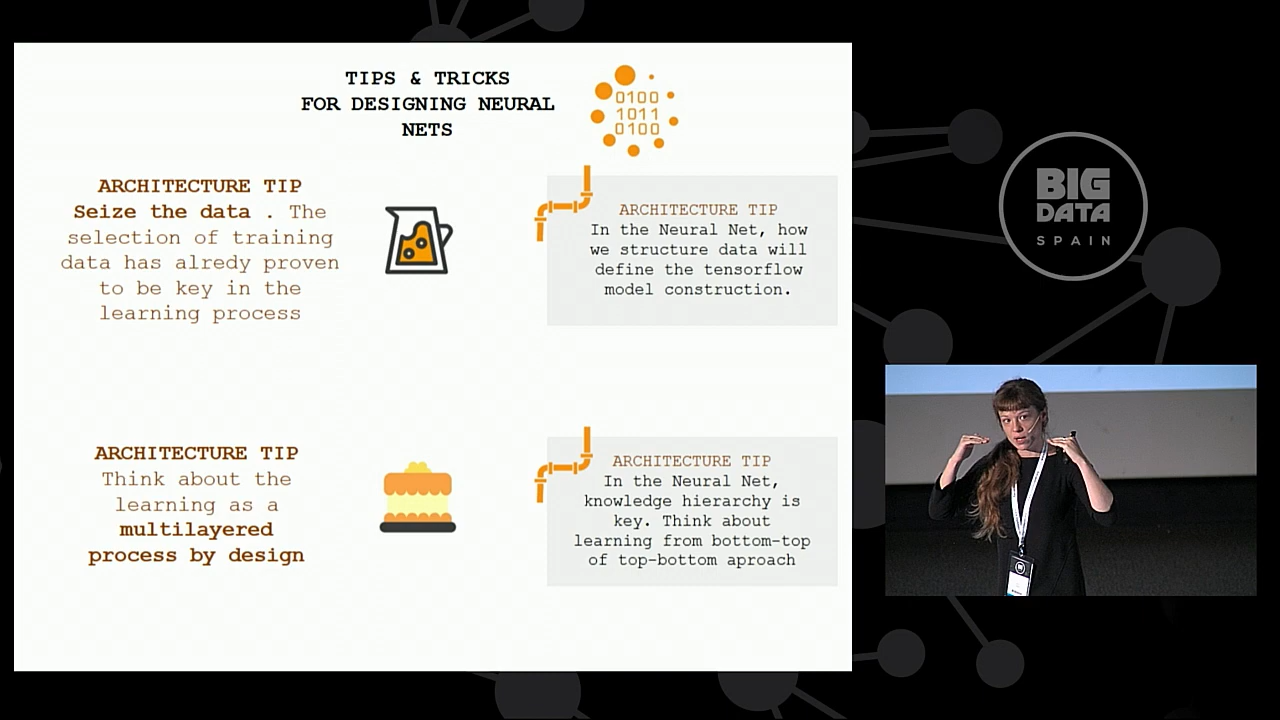 TIPS & TRICKS
FOR DESIGNING NEURAL
NETS
0100
1011
0100
ARCHITECTURE TIP
Seize the data . The
selection of training
data has alredy proven
to be key in the
learning process
ARCHITECTURE TIP
In the Neural Net, how
we structure data will
define the tensorflow
model construction.
ARCHITECTURE TIP
Think about the
learning as a
multilayered
process by design
ARCHITECTURE TIP
In the Neural Net,
knowledge hierarchy is
key. Think about
learning from bottom-top
of top-bottom aproach
BIG
DATA
SPAIN